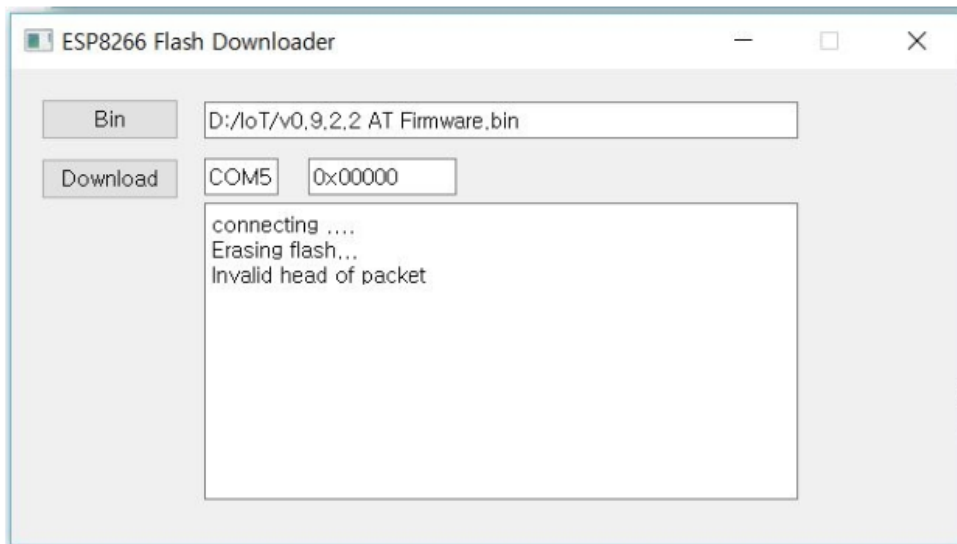 ESP8266 Flash Downloader
Bin
D:/IoT/v0.9.2.2 AT Firmware.bin
Download
COM5
0x00000
connecting ....
Erasing flash...
Invalid head of packet